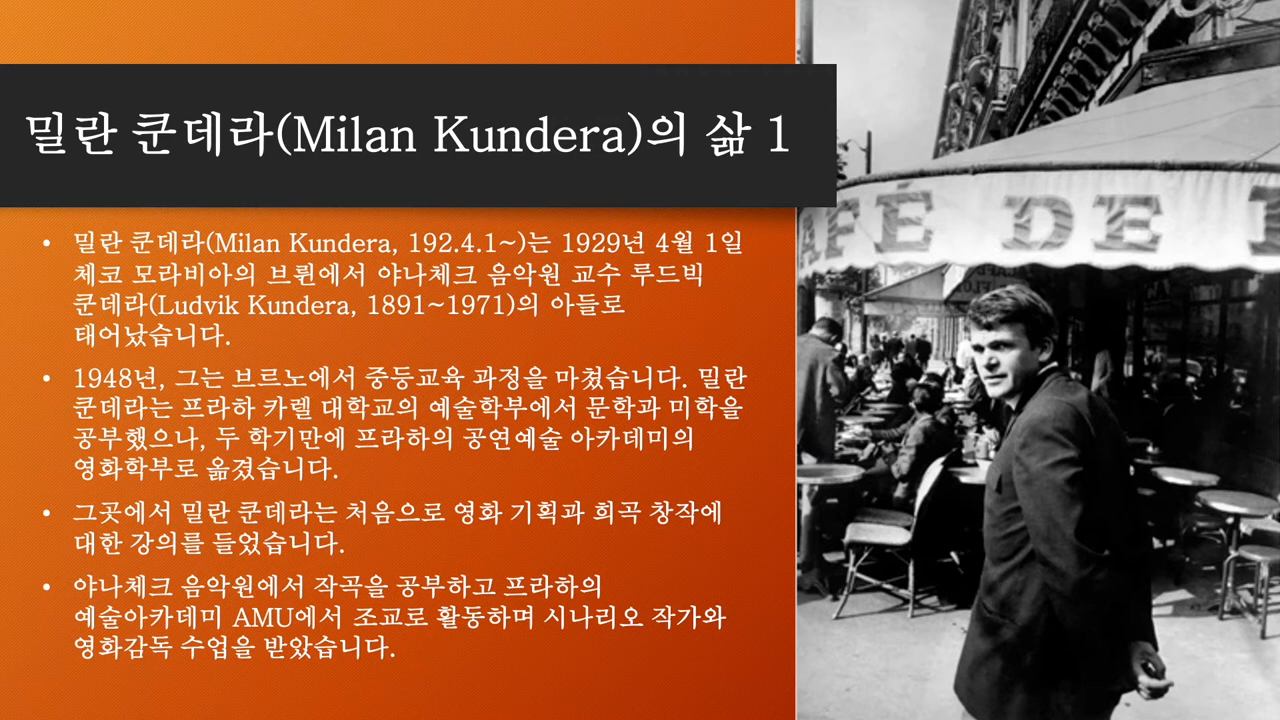 밀란 쿤데라(Milan Kundera)의 삶 1
• 밀란 쿤데라(Milan Kundera, 192.4.1~)는 1929년 4월 1일
체코 모라비아의 브륀에서 야나체크 음악원 교수 루드빅
쿤데라(Ludvik Kundera, 1891~1971)의 아들로
태어났습니다.
• 1948년, 그는 브르노에서 중등교육 과정을 마쳤습니다. 밀란
쿤데라는 프라하 카렐 대학교의 예술학부에서 문학과 미학을
공부했으나, 두 학기만에 프라하의 공연예술 아카데미의
영화학부로 옮겼습니다.
• 그곳에서 밀란 쿤데라는 처음으로 영화 기획과 희곡 창작에
대한 강의를 들었습니다.
• 야나체크 음악원에서 작곡을 공부하고 프라하의
예술아카데미 AMU에서 조교로 활동하며 시나리오 작가와
영화감독 수업을 받았습니다.
AFÉ DE